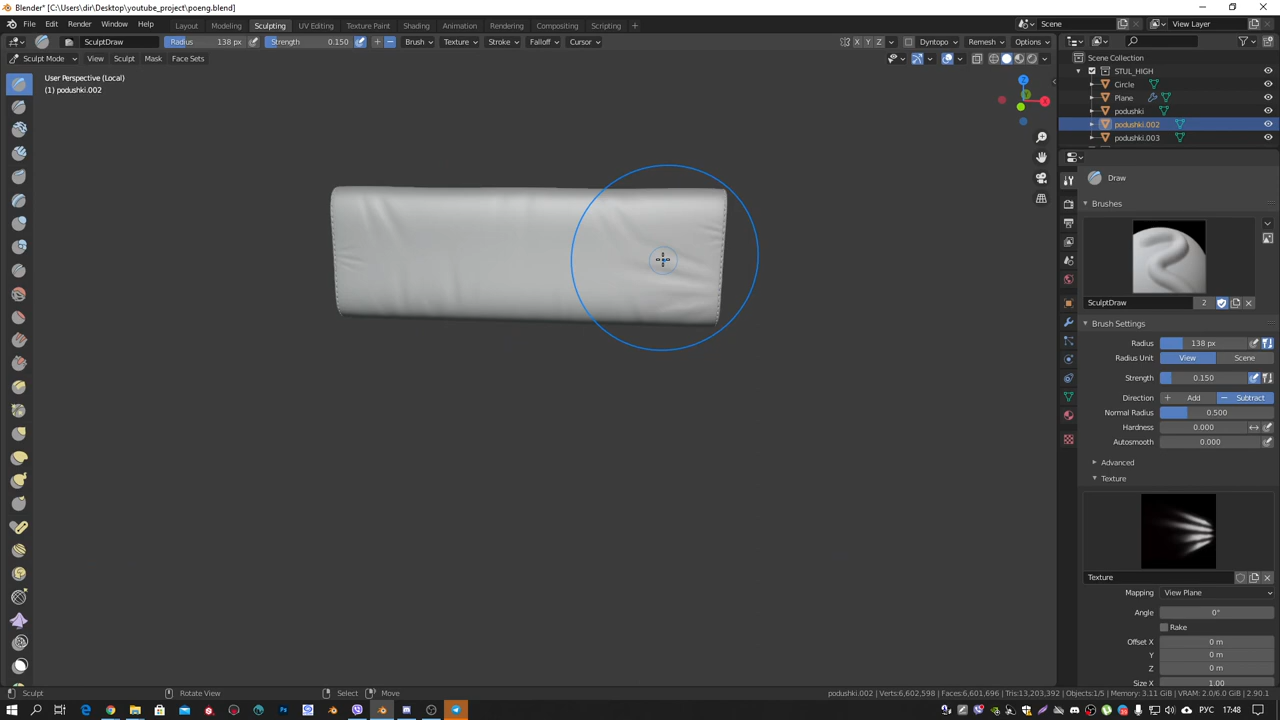 Blender* [C:\Users\dir\Desktop\youtube_project\poeng.blend]
File Edit Render Window Help Layout Modeling Sculpting UV Editing Texture Paint Shading Animation Rendering Compositing Scripting + Scene View Layer
SculptDraw Radius 138 px Strength 0.150 + − Brush Texture Stroke Falloff Cursor X Y Z Dyntopo Remesh Options
Sculpt Mode View Sculpt Mask Face Sets
User Perspective (Local)
(1) podushki.002
X
Scene Collection
STUL_HIGH
Circle
Plane
podushki
podushki.002
podushki.003
Draw
Brushes
SculptDraw 2
Brush Settings
Radius 138 px
Radius Unit View Scene
Strength 0.150
Direction + Add − Subtract
Normal Radius 0.500
Hardness 0.000
Autosmooth 0.000
Advanced
Texture
Texture
Mapping View Plane
Angle 0°
Rake
Offset X 0 m
Y 0 m
Z 0 m
Size X 1.00
Sculpt Rotate View Select Move podushki.002 | Verts:6,602,598 | Faces:6,601,696 | Tris:13,203,392 | Objects:1/5 | Memory: 3.11 GiB | VRAM: 2.0/6.0 GiB | 2.90.1
РУС 17:48